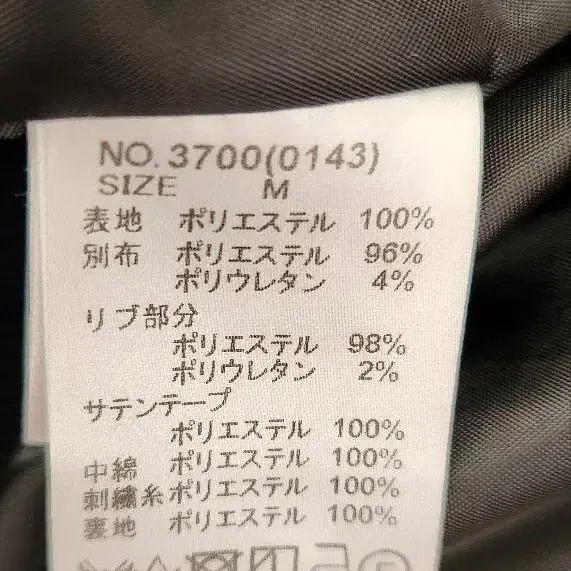 NO. 3700(0143)
SIZE M
表地 ポリエステル 100%
別布 ポリエステル 96%
ポリウレタン 4%
リブ部分
ポリエステル 98%
ポリウレタン 2%
サテンテープ
ポリエステル 100%
中綿 ポリエステル 100%
刺繍糸 ポリエステル 100%
裏地 ポリエステル 100%